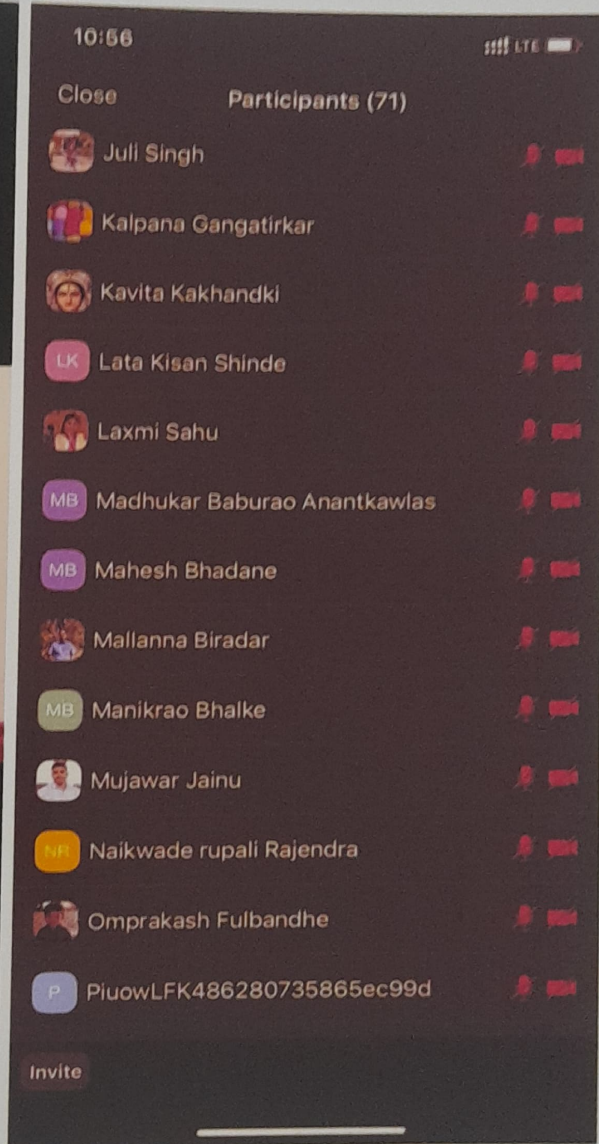 10:56
LTE
Close Participants (71)
Juli Singh
Kalpana Gangatirkar
Kavita Kakhandki
LK Lata Kisan Shinde
Laxmi Sahu
MB Madhukar Baburao Anantkawlas
MB Mahesh Bhadane
Mallanna Biradar
MB Manikrao Bhalke
Mujawar Jainu
NR Naikwade rupali Rajendra
Omprakash Fulbandhe
P PiuowLFK486280735865ec99d
Invite